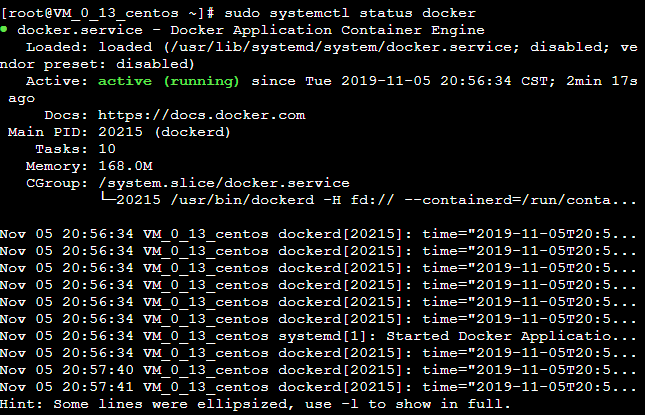 [root@VM_0_13_centos ~]# sudo systemctl status docker
● docker.service - Docker Application Container Engine
   Loaded: loaded (/usr/lib/systemd/system/docker.service; disabled; ve
ndor preset: disabled)
   Active: active (running) since Tue 2019-11-05 20:56:34 CST; 2min 17s
 ago
     Docs: https://docs.docker.com
 Main PID: 20215 (dockerd)
    Tasks: 10
   Memory: 168.0M
   CGroup: /system.slice/docker.service
           └─20215 /usr/bin/dockerd -H fd:// --containerd=/run/conta...
Nov 05 20:56:34 VM_0_13_centos dockerd[20215]: time="2019-11-05T20:5...
Nov 05 20:56:34 VM_0_13_centos dockerd[20215]: time="2019-11-05T20:5...
Nov 05 20:56:34 VM_0_13_centos dockerd[20215]: time="2019-11-05T20:5...
Nov 05 20:56:34 VM_0_13_centos dockerd[20215]: time="2019-11-05T20:5...
Nov 05 20:56:34 VM_0_13_centos dockerd[20215]: time="2019-11-05T20:5...
Nov 05 20:56:34 VM_0_13_centos dockerd[20215]: time="2019-11-05T20:5...
Nov 05 20:56:34 VM_0_13_centos systemd[1]: Started Docker Applicatio...
Nov 05 20:56:34 VM_0_13_centos dockerd[20215]: time="2019-11-05T20:5...
Nov 05 20:57:40 VM_0_13_centos dockerd[20215]: time="2019-11-05T20:5...
Nov 05 20:57:41 VM_0_13_centos dockerd[20215]: time="2019-11-05T20:5...
Hint: Some lines were ellipsized, use -l to show in full.